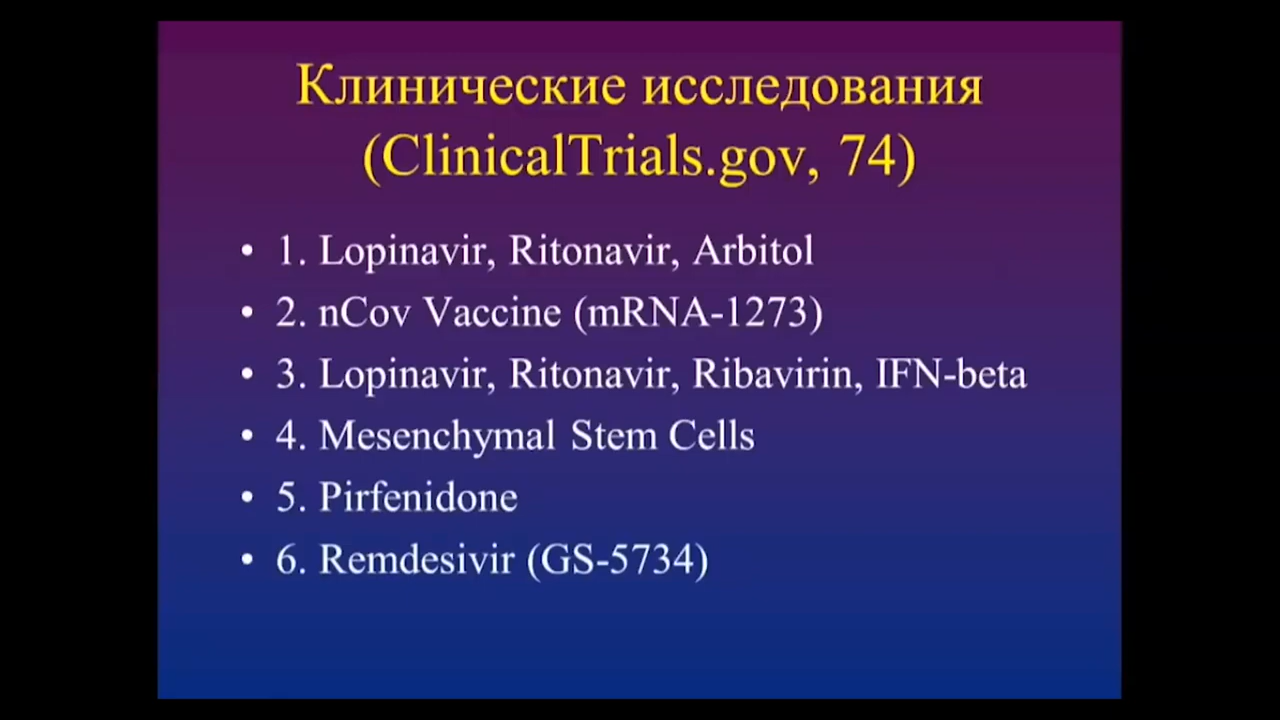 Клинические исследования
(ClinicalTrials.gov, 74)
• 1. Lopinavir, Ritonavir, Arbitol
• 2. nCov Vaccine (mRNA-1273)
• 3. Lopinavir, Ritonavir, Ribavirin, IFN-beta
• 4. Mesenchymal Stem Cells
• 5. Pirfenidone
• 6. Remdesivir (GS-5734)